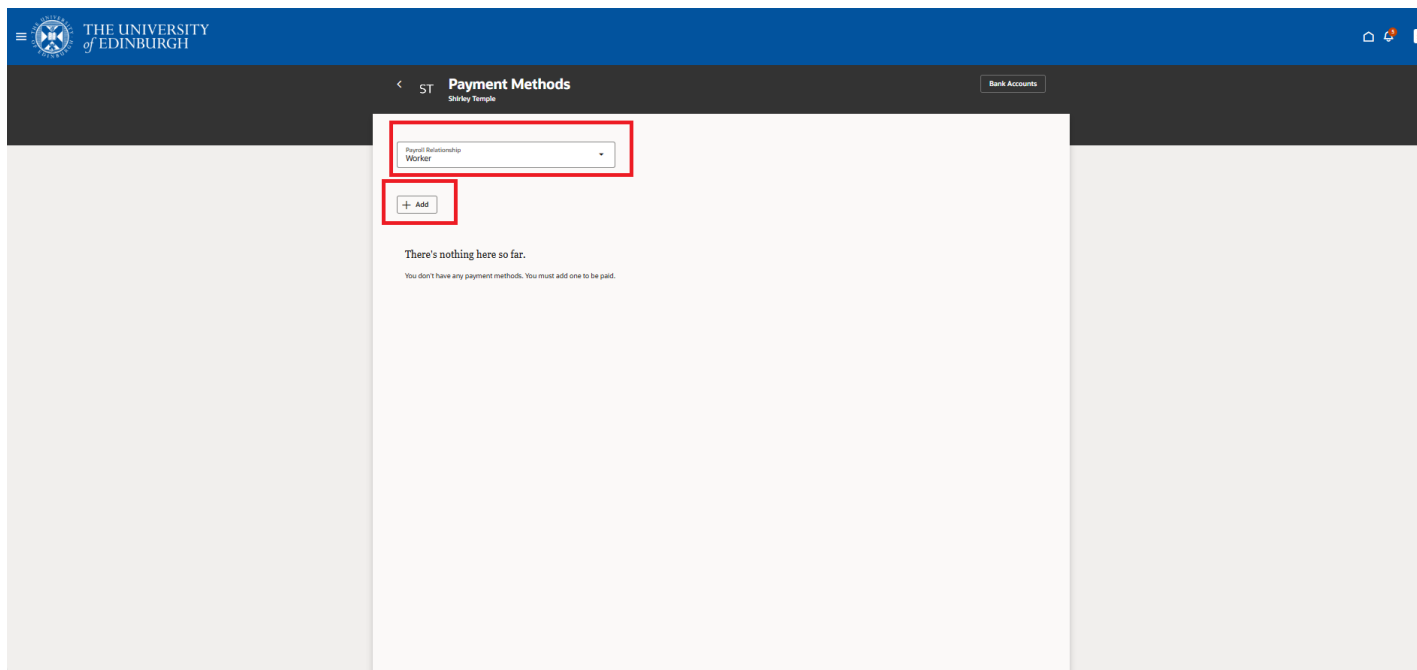 THE UNIVERSITY
of EDINBURGH
ST
Payment Methods
Shirley Temple
Bank Accounts
Payroll Relationship
Worker
+ Add
There's nothing here so far.
You don't have any payment methods. You must add one to be paid.